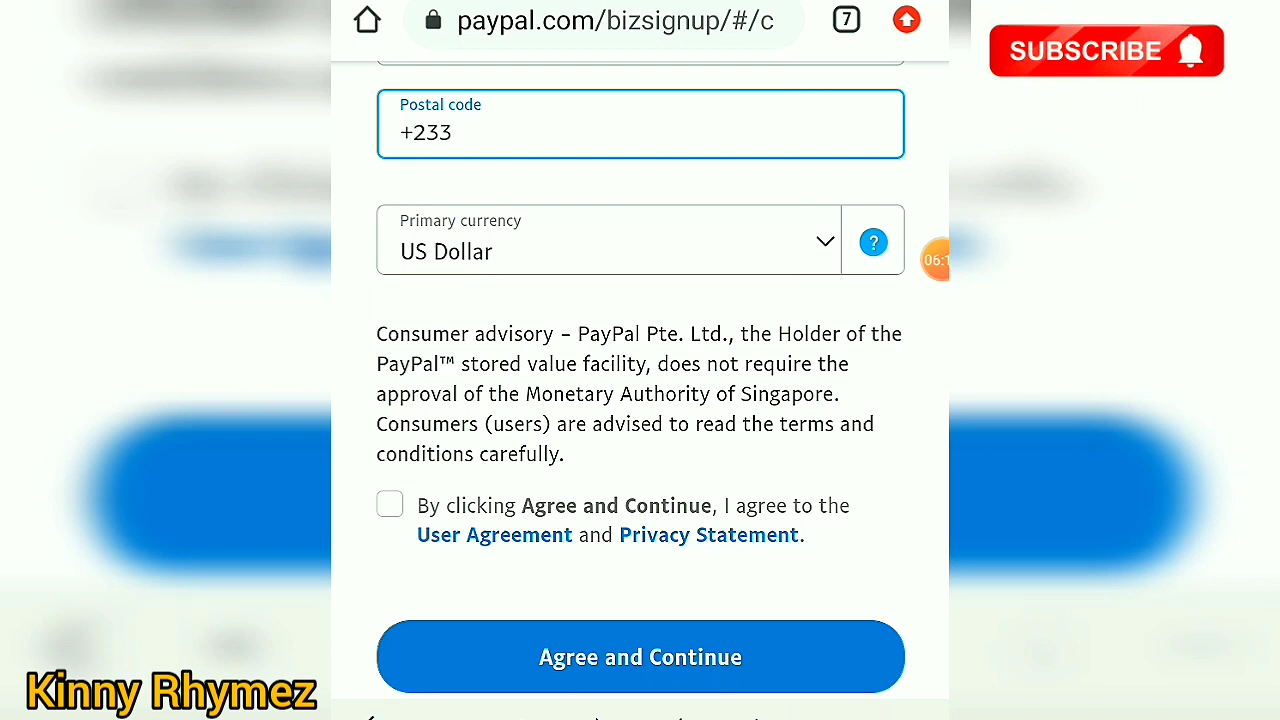 paypal.com/bizsignup/#/c
7
SUBSCRIBE
Postal code
+233
Primary currency
US Dollar
?
06:1
Consumer advisory – PayPal Pte. Ltd., the Holder of the
PayPal™ stored value facility, does not require the
approval of the Monetary Authority of Singapore.
Consumers (users) are advised to read the terms and
conditions carefully.
By clicking Agree and Continue, I agree to the
User Agreement and Privacy Statement.
Agree and Continue
Kinny Rhymez